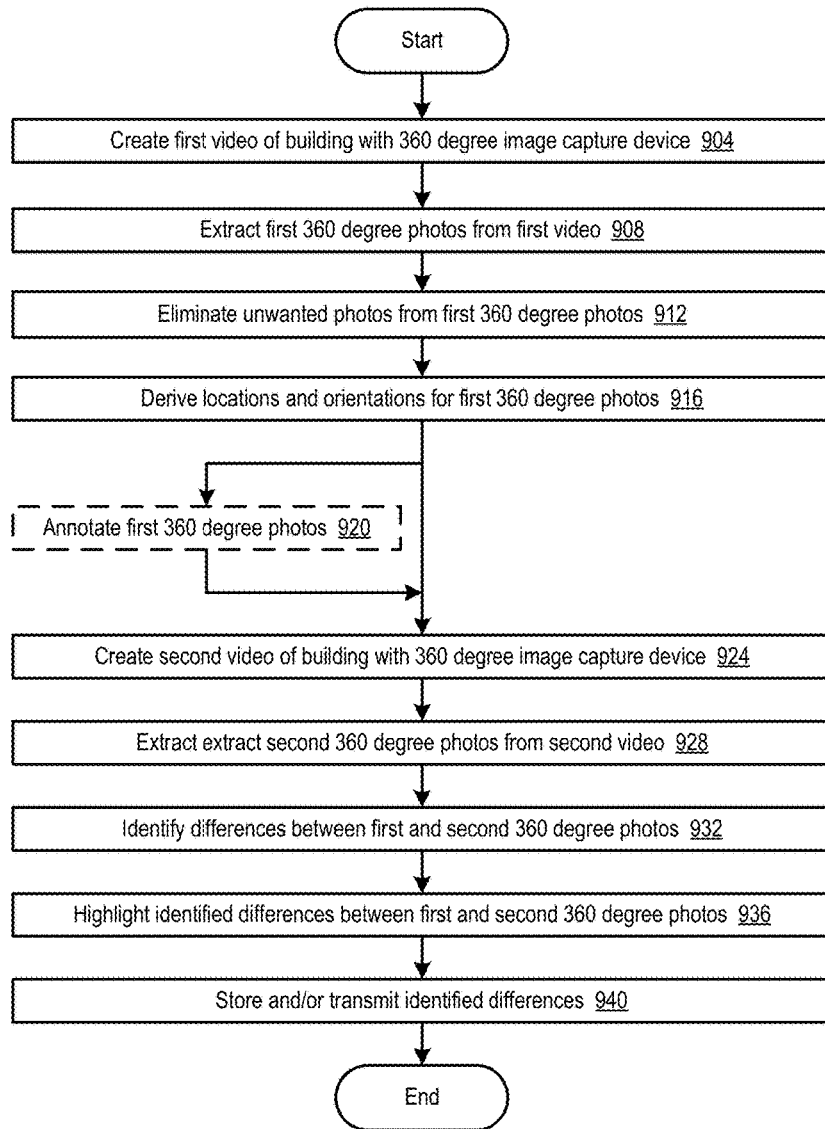 Start
Create first video of building with 360 degree image capture device 904
Extract first 360 degree photos from first video 908
Eliminate unwanted photos from first 360 degree photos 912
Derive locations and orientations for first 360 degree photos 916
Annotate first 360 degree photos 920
Create second video of building with 360 degree image capture device 924
Extract extract second 360 degree photos from second video 928
Identify differences between first and second 360 degree photos 932
Highlight identified differences between first and second 360 degree photos 936
Store and/or transmit identified differences 940
End